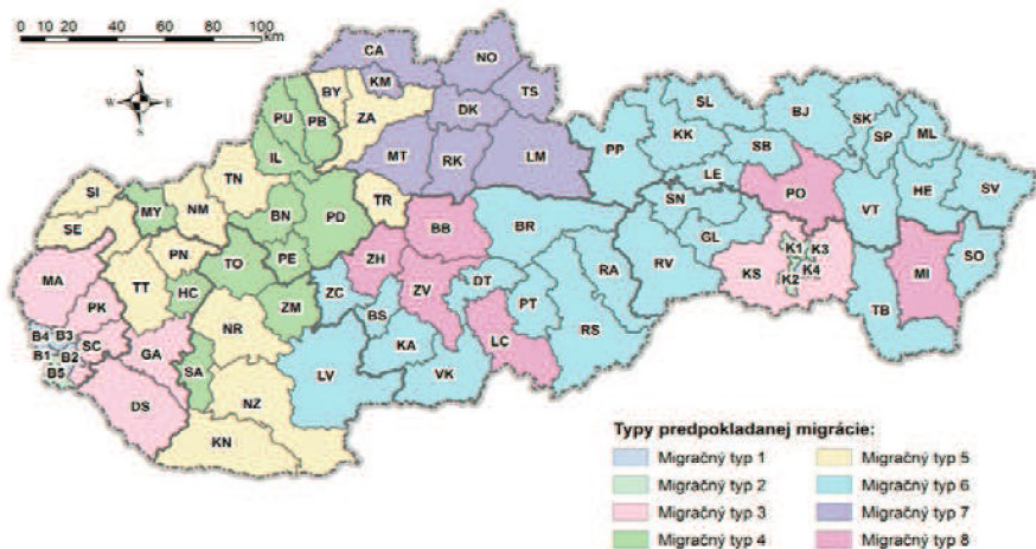 0 10 20 40 60 80 100
km
N
W E
S
CA
NO
KM
TS
BY
ZA
DK
PU
PB
IL
MT
RK
LM
SL
BJ
KK
SK
SP
ML
PP
SB
LE
HE
SV
PO
VT
SI
TN
MY
NM
BN
PD
TR
SN
SE
BB
BR
GL
PN
TO
PE
ZH
RA
RV
KS
K1
K3
K4
K2
MI
SO
MA
TT
HC
ZC
ZV
DT
PT
TB
PK
ZM
BS
RS
B4
B3
NR
KA
LC
B1
B2
SC
GA
B5
SA
LV
VK
DS
NZ
KN
Typy predpokladanej migrácie:
Migračný typ 1
Migračný typ 2
Migračný typ 3
Migračný typ 4
Migračný typ 5
Migračný typ 6
Migračný typ 7
Migračný typ 8